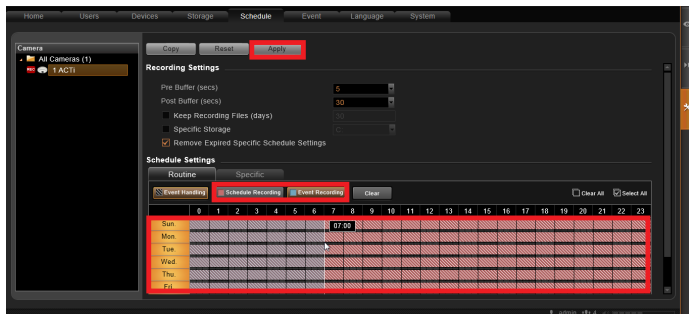 Home Users Devices Storage Schedule Event Language System
Camera
All Cameras (1)
REC 1 ACTi
Copy Reset Apply
Recording Settings
Pre Buffer (secs) 5
Post Buffer (secs) 30
Keep Recording Files (days) 30
Specific Storage C
Remove Expired Specific Schedule Settings
Schedule Settings
Routine Specific
Event Handling Schedule Recording Event Recording Clear Clear All Select All
0 1 2 3 4 5 6 7 8 9 10 11 12 13 14 15 16 17 18 19 20 21 22 23
Sun. 07:00
Mon.
Tue.
Wed.
Thu.
Fri.
admin